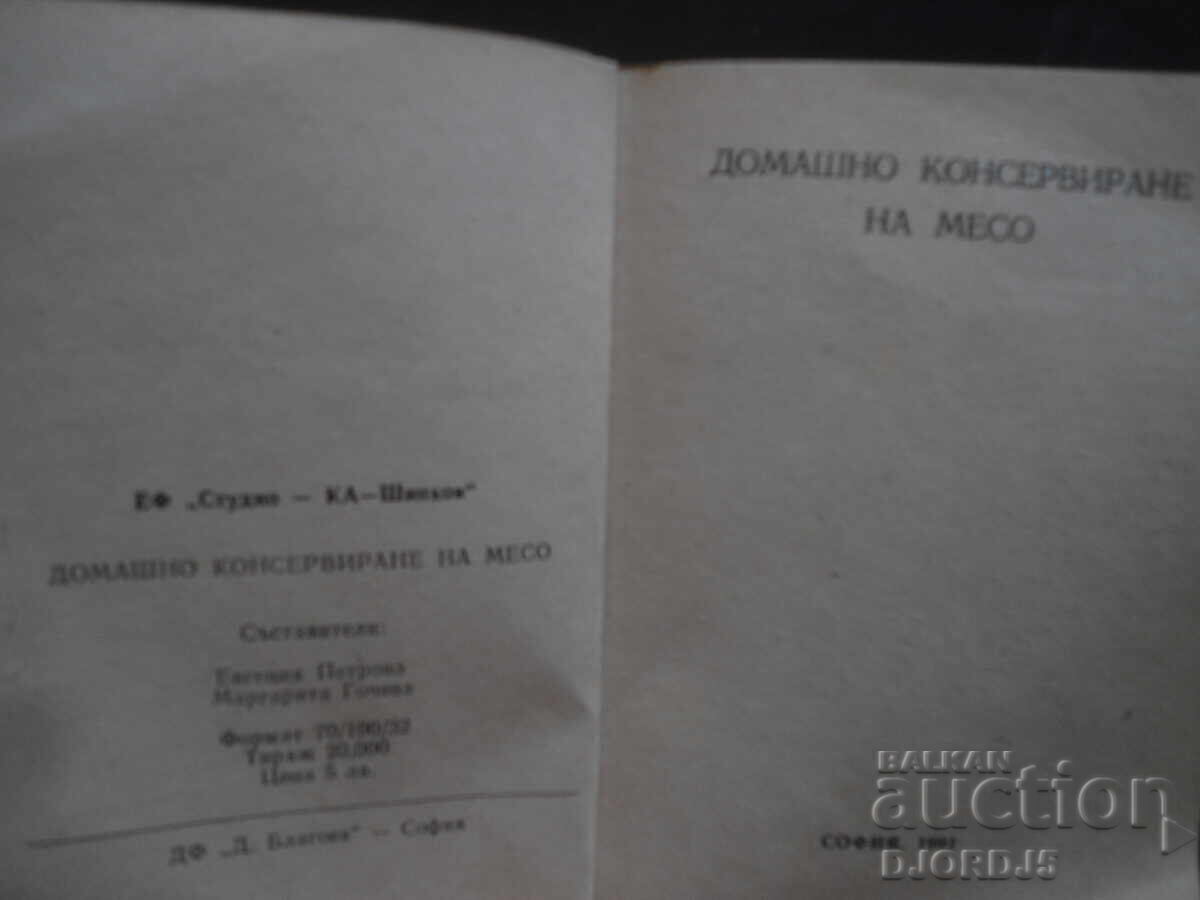 ЕФ „Студио — КА—Шипков"
ДОМАШНО КОНСЕРВИРАНЕ НА МЕСО
Съставители:
Евгения Петрова
Маргарита Гочева
Формат 70/100/32
Тираж 20,000
Цена 5 лв.
ДФ „Д. Благоев" — София
ДОМАШНО КОНСЕРВИРАНЕ
НА МЕСО
СОФИЯ,
BALKAN
auction
DJORDJ5